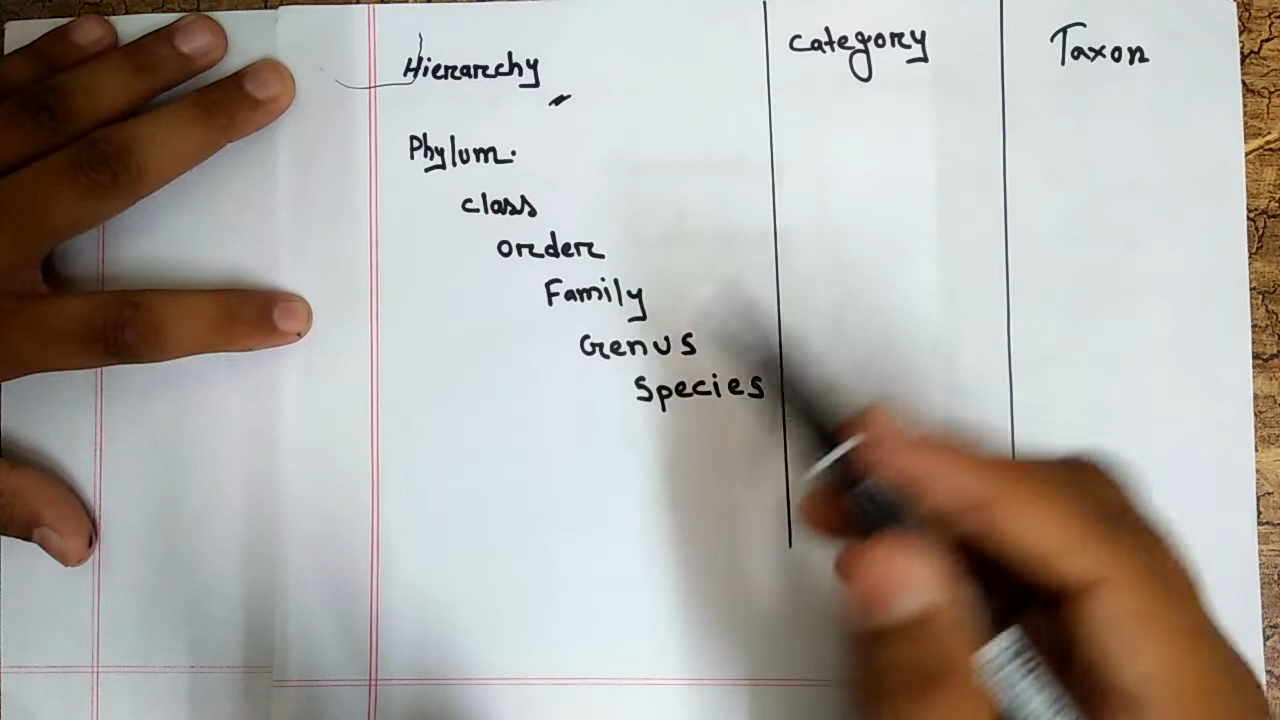 Hierarchy
category
Taxon
Phylum.
class
order
Family
Genus
Species